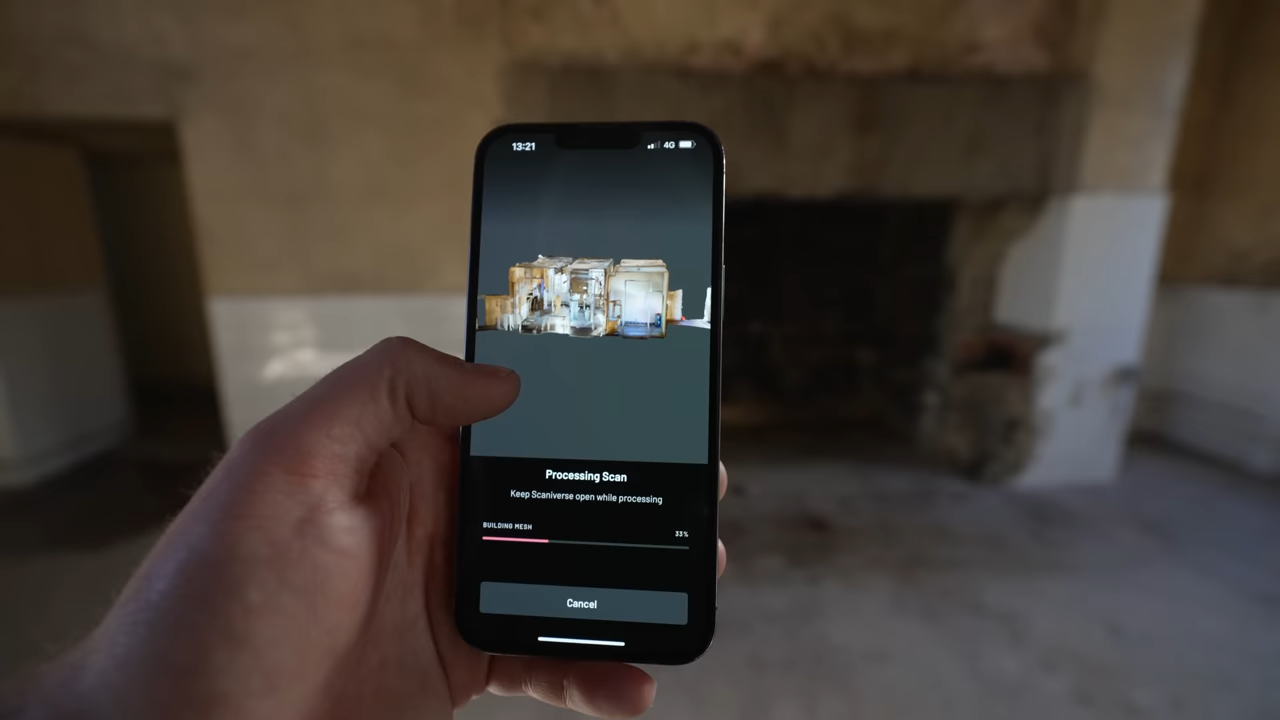 13:21
4G
Processing Scan
Keep Scaniverse open while processing
BUILDING MESH
33%
Cancel